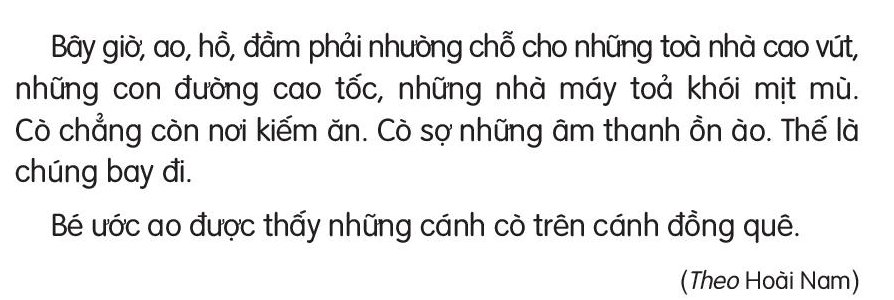 Bây giờ, ao, hồ, đầm phải nhường chỗ cho những toà nhà cao vút,
những con đường cao tốc, những nhà máy toả khói mịt mù.
Cò chẳng còn nơi kiếm ăn. Cò sợ những âm thanh ồn ào. Thế là
chúng bay đi.
Bé ước ao được thấy những cánh cò trên cánh đồng quê.
(Theo Hoài Nam)